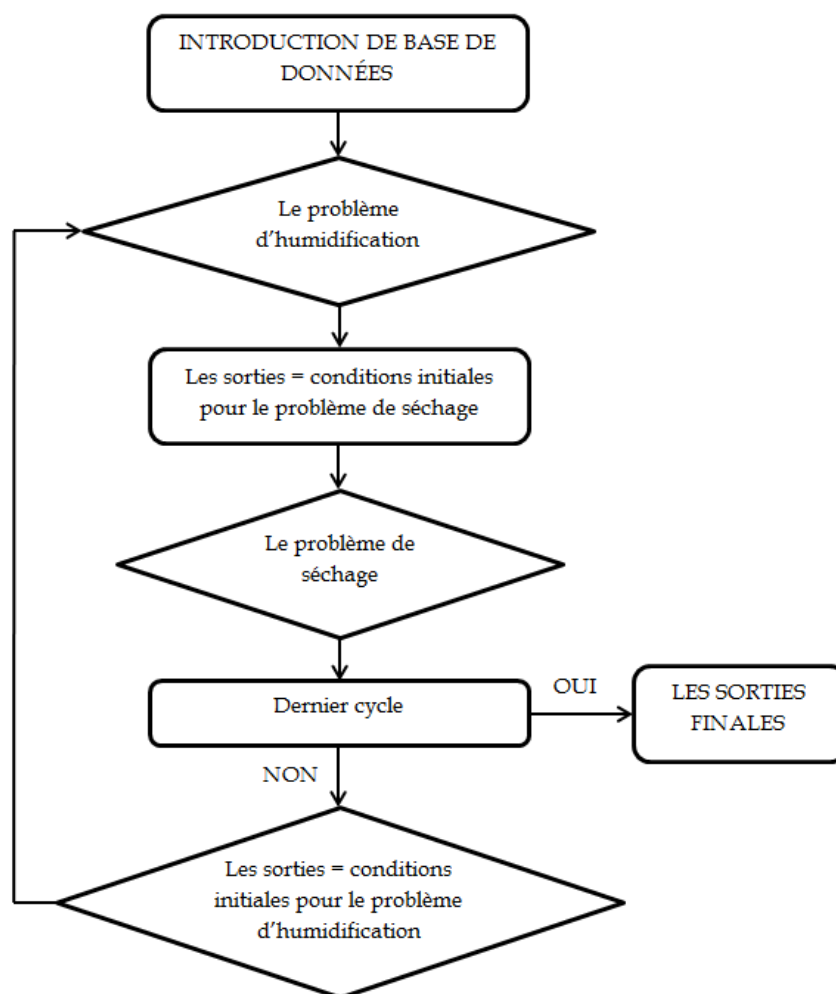 INTRODUCTION DE BASE DE
DONNÉES
Le problème
d’humidification
Les sorties = conditions initiales
pour le problème de séchage
Le problème de
séchage
Dernier cycle
OUI
LES SORTIES
FINALES
NON
Les sorties = conditions
initiales pour le problème
d’humidification